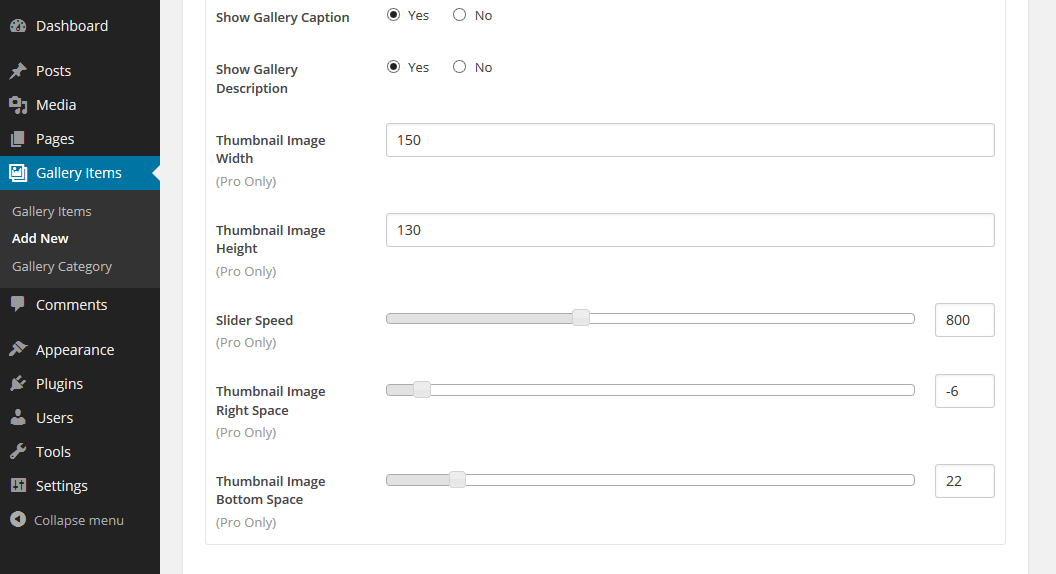 Dashboard
Posts
Media
Pages
Gallery Items
Gallery Items
Add New
Gallery Category
Comments
Appearance
Plugins
Users
Tools
Settings
Collapse menu
Show Gallery Caption
Yes No
Show Gallery
Description
Yes No
Thumbnail Image
Width
(Pro Only)
150
Thumbnail Image
Height
(Pro Only)
130
Slider Speed
(Pro Only)
800
Thumbnail Image
Right Space
(Pro Only)
-6
Thumbnail Image
Bottom Space
(Pro Only)
22